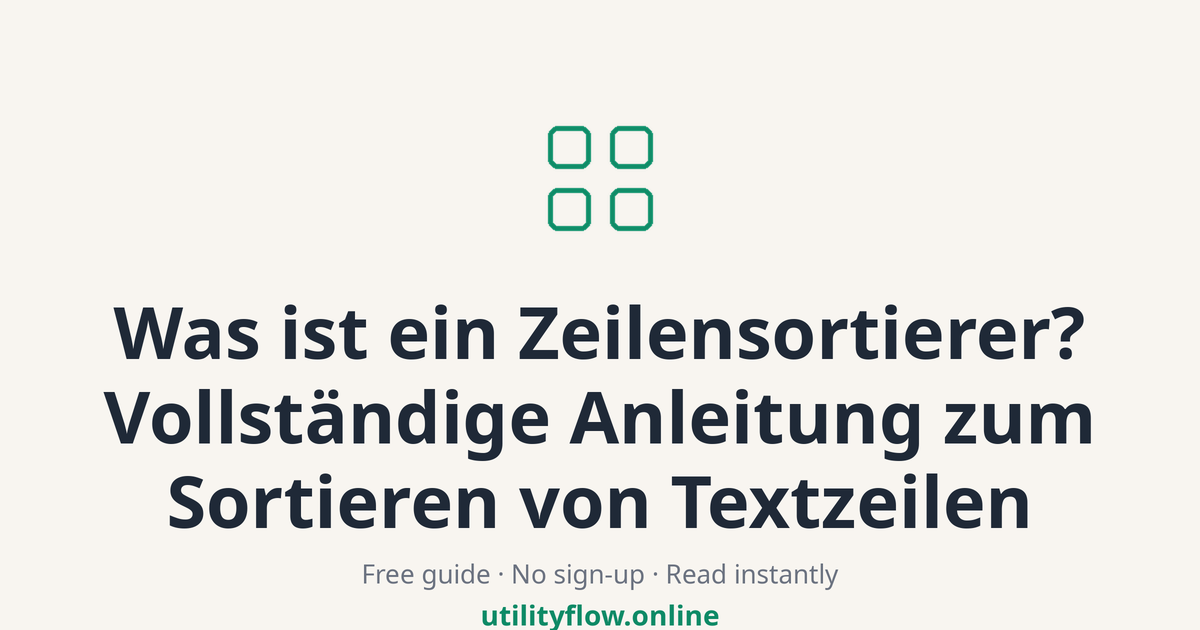 Was ist ein Zeilensortierer?
Vollständige Anleitung zum
Sortieren von Textzeilen
Free guide · No sign-up · Read instantly
utilityflow.online